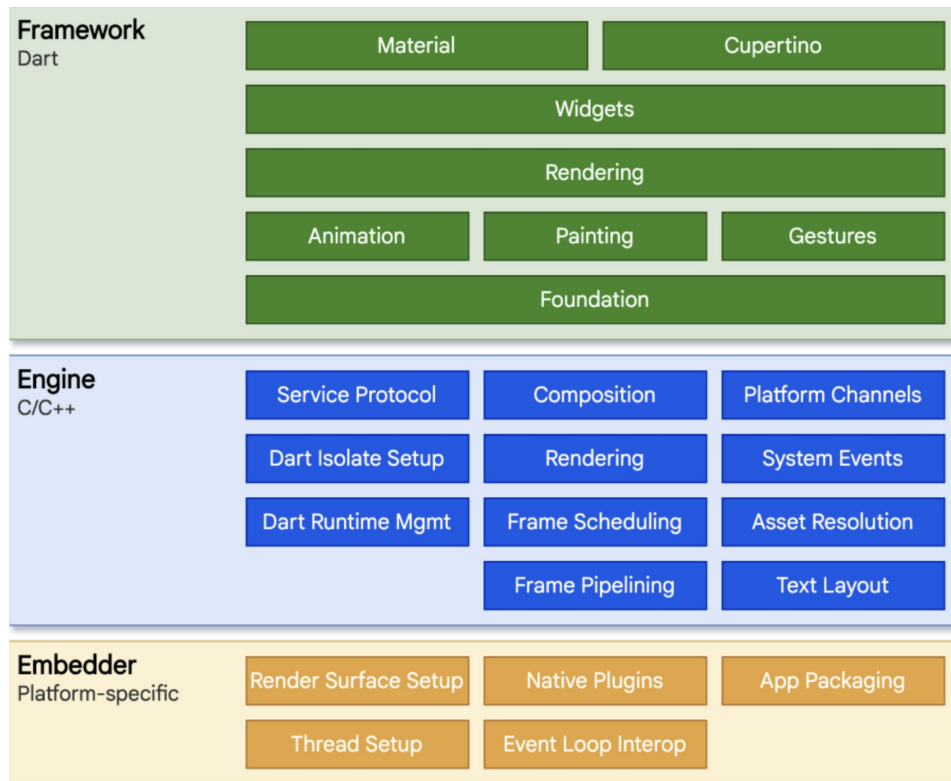 Framework
Dart
Material
Cupertino
Widgets
Rendering
Animation
Painting
Gestures
Foundation
Engine
C/C++
Service Protocol
Composition
Platform Channels
Dart Isolate Setup
Rendering
System Events
Dart Runtime Mgmt
Frame Scheduling
Asset Resolution
Frame Pipelining
Text Layout
Embedder
Platform-specific
Render Surface Setup
Native Plugins
App Packaging
Thread Setup
Event Loop Interop